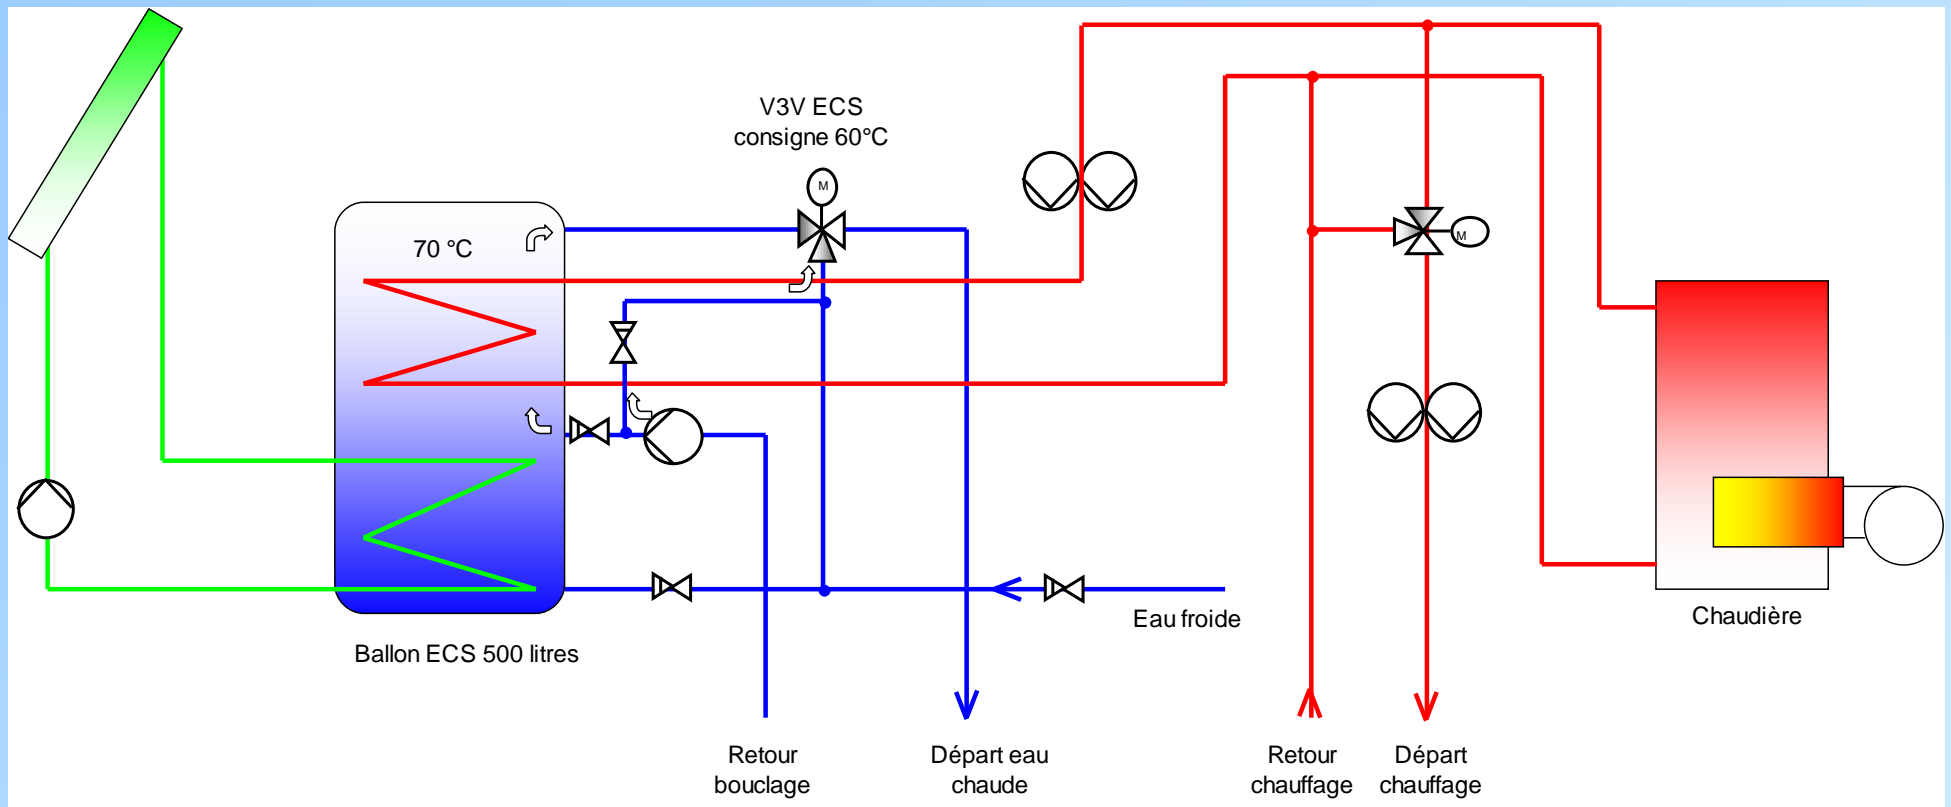 V3V ECS
consigne 60°C
M
70 °C
M
Eau froide
Chaudière
Ballon ECS 500 litres
Retour
bouclage
Départ eau
chaude
Retour
chauffage
Départ
chauffage